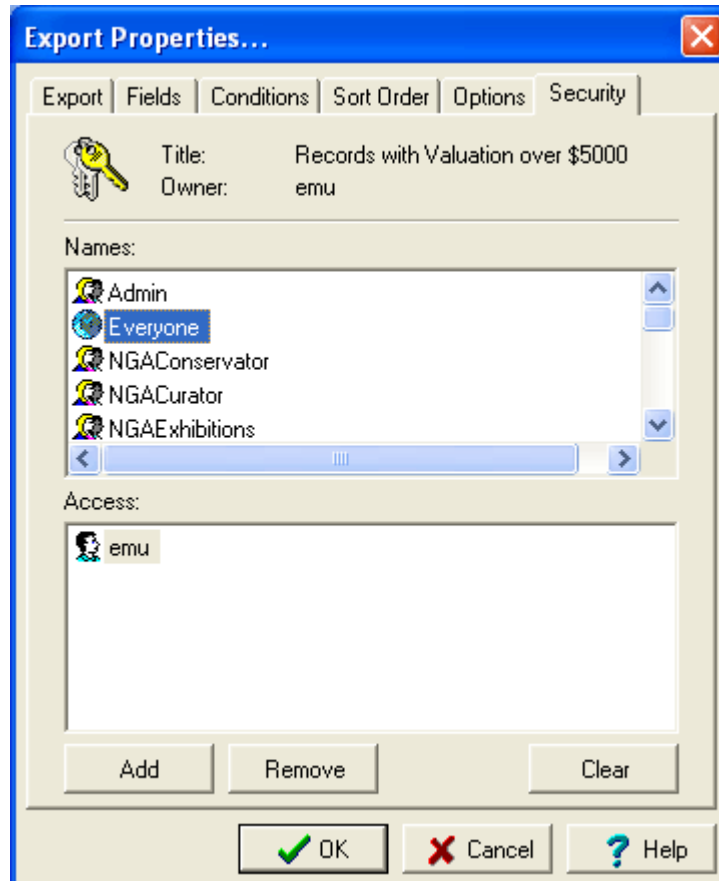 Export Properties...
Export Fields Conditions Sort Order Options Security
Title: Records with Valuation over $5000
Owner: emu
Names:
Admin
Everyone
NGAConservator
NGACurator
NGAExhibitions
Access:
emu
Add Remove Clear
OK Cancel Help